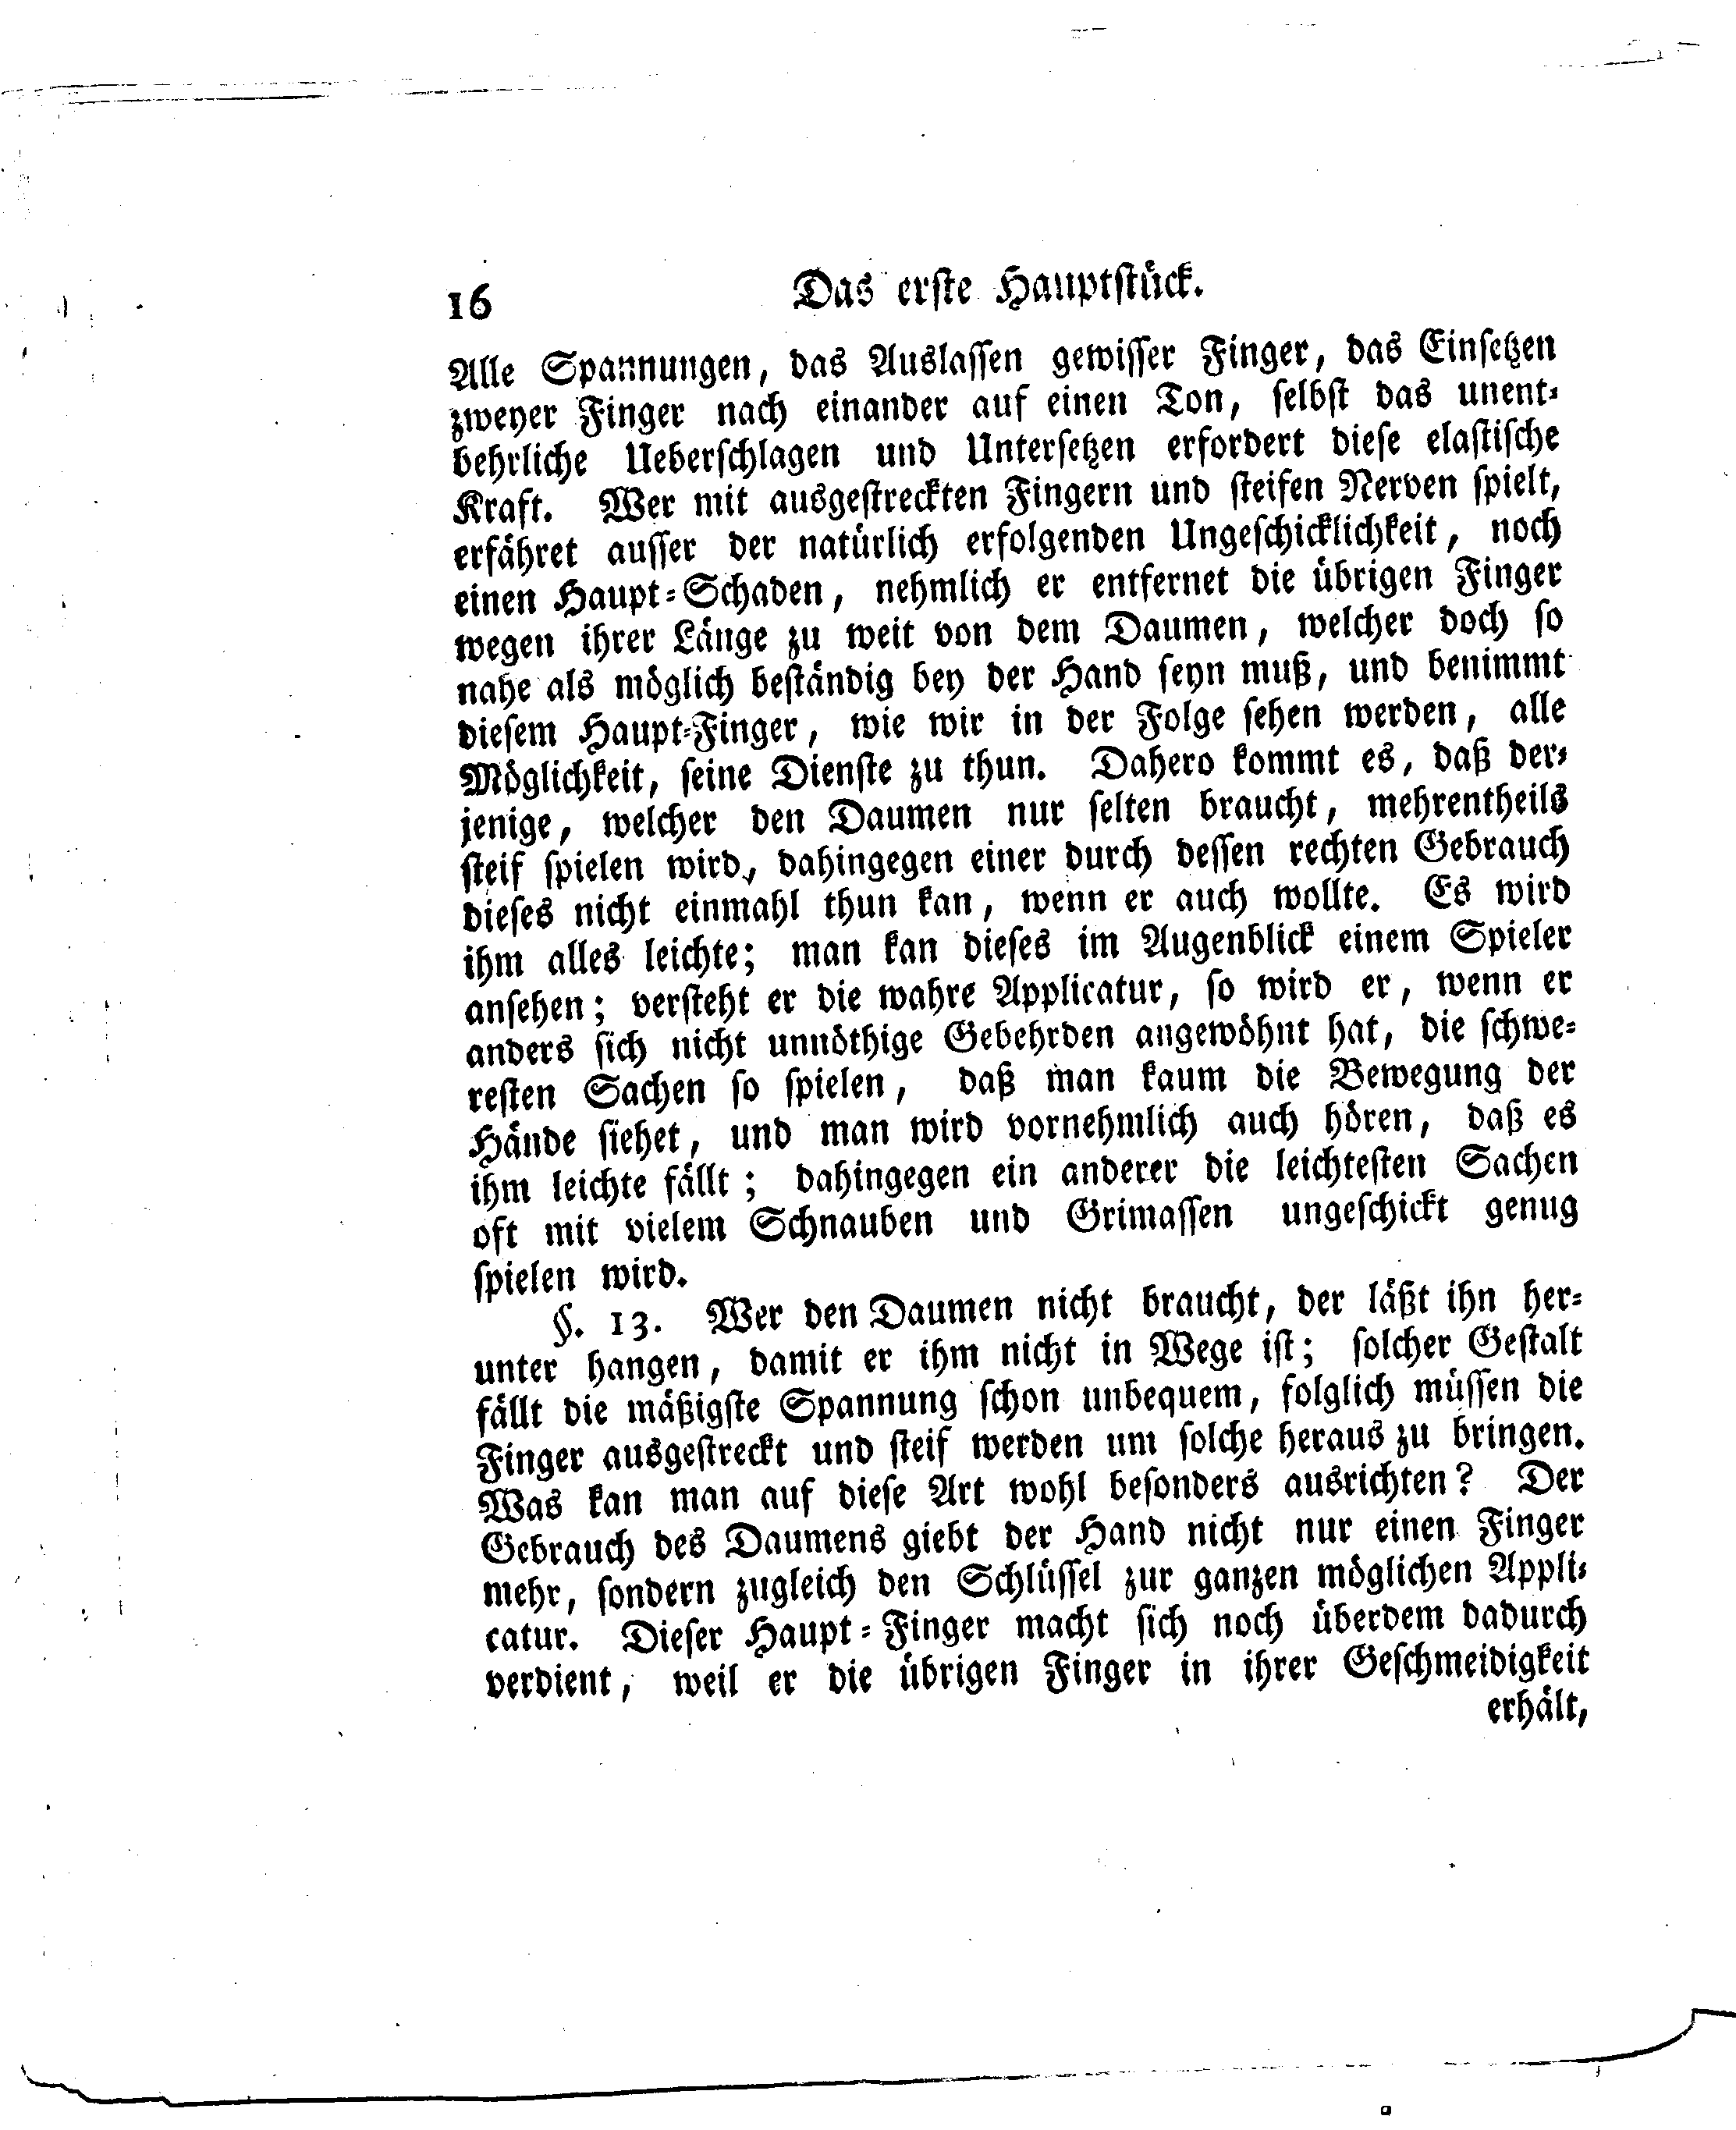 16 Das erste Hauptstück.
Alle Spannungen, das Auslassen gewisser Finger, das Einsetzen
zweyer Finger nach einander auf einen Ton, selbst das unent-
behrliche Ueberschlagen und Untersetzen erfordert diese elastische
Kraft. Wer mit ausgestreckten Fingern und steifen Nerven spielt,
erfähret ausser der natürlich erfolgenden Ungeschicklichkeit, noch
einen Haupt-Schaden, nehmlich er entfernet die übrigen Finger
wegen ihrer Länge zu weit von dem Daumen, welcher doch so
nahe als möglich beständig bey der Hand seyn muß, und benimmt
diesem Haupt-Finger, wie wir in der Folge sehen werden, alle
Möglichkeit, seine Dienste zu thun. Dahero kommt es, daß der-
jenige, welcher den Daumen nur selten braucht, mehrentheils
steif spielen wird, dahingegen einer durch dessen rechten Gebrauch
dieses nicht einmahl thun kan, wenn er auch wollte. Es wird
ihm alles leichte; man kan dieses im Augenblick einem Spieler
ansehen; versteht er die wahre Applicatur, so wird er, wenn er
anders sich nicht unnöthige Gebehrden angewöhnt hat, die schwe-
resten Sachen so spielen, daß man kaum die Bewegung der
Hände siehet, und man wird vornehmlich auch hören, daß es
ihm leichte fällt; dahingegen ein anderer die leichtesten Sachen
oft mit vielem Schnauben und Grimassen ungeschickt genug
spielen wird.
§. 13. Wer den Daumen nicht braucht, der läßt ihn her-
unter hangen, damit er ihm nicht in Wege ist; solcher Gestalt
fällt die mäßigste Spannung schon unbequem, folglich müssen die
Finger ausgestreckt und steif werden um solche heraus zu bringen.
Was kan man auf diese Art wohl besonders ausrichten? Der
Gebrauch des Daumens giebt der Hand nicht nur einen Finger
mehr, sondern zugleich den Schlüssel zur ganzen möglichen Appli-
catur. Dieser Haupt-Finger macht sich noch überdem dadurch
verdient, weil er die übrigen Finger in ihrer Geschmeidigkeit
erhält,